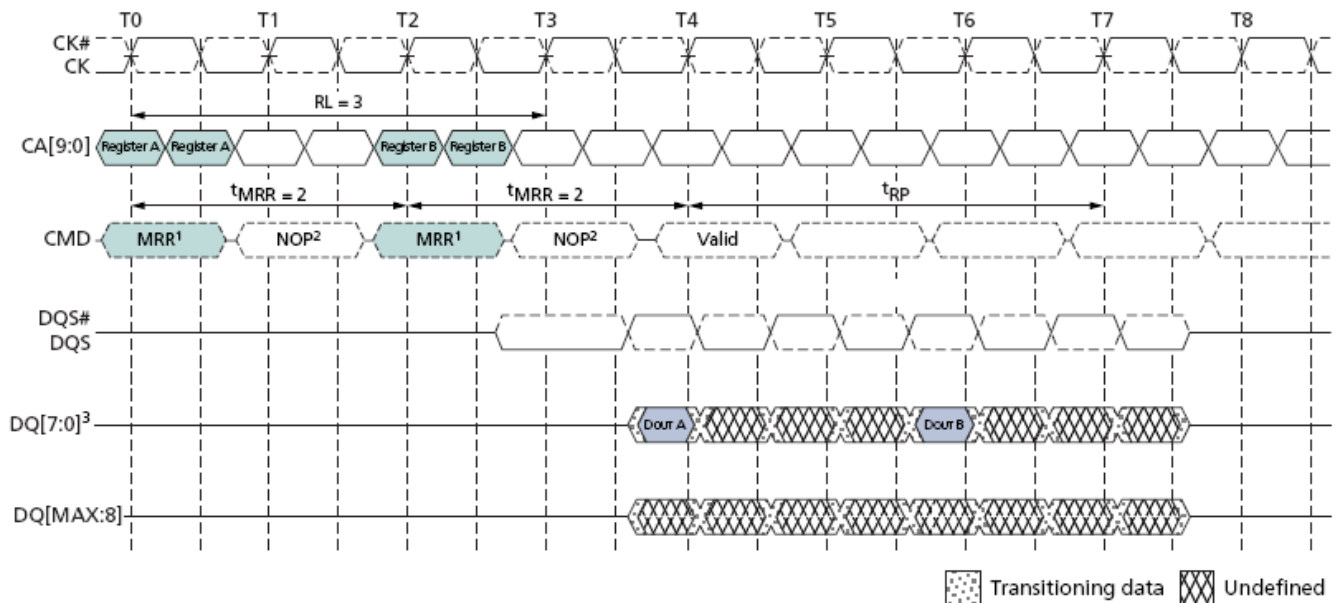 T0 T1 T2 T3 T4 T5 T6 T7 T8
CK#
CK
RL = 3
CA[9:0] Register A Register A Register B Register B
tMRR = 2 tMRR = 2 tRP
CMD MRR1 NOP2 MRR1 NOP2 Valid
DQS#
DQS
DQ[7:0]3 DOUT A DOUT B
DQ[MAX:8]
Transitioning data Undefined